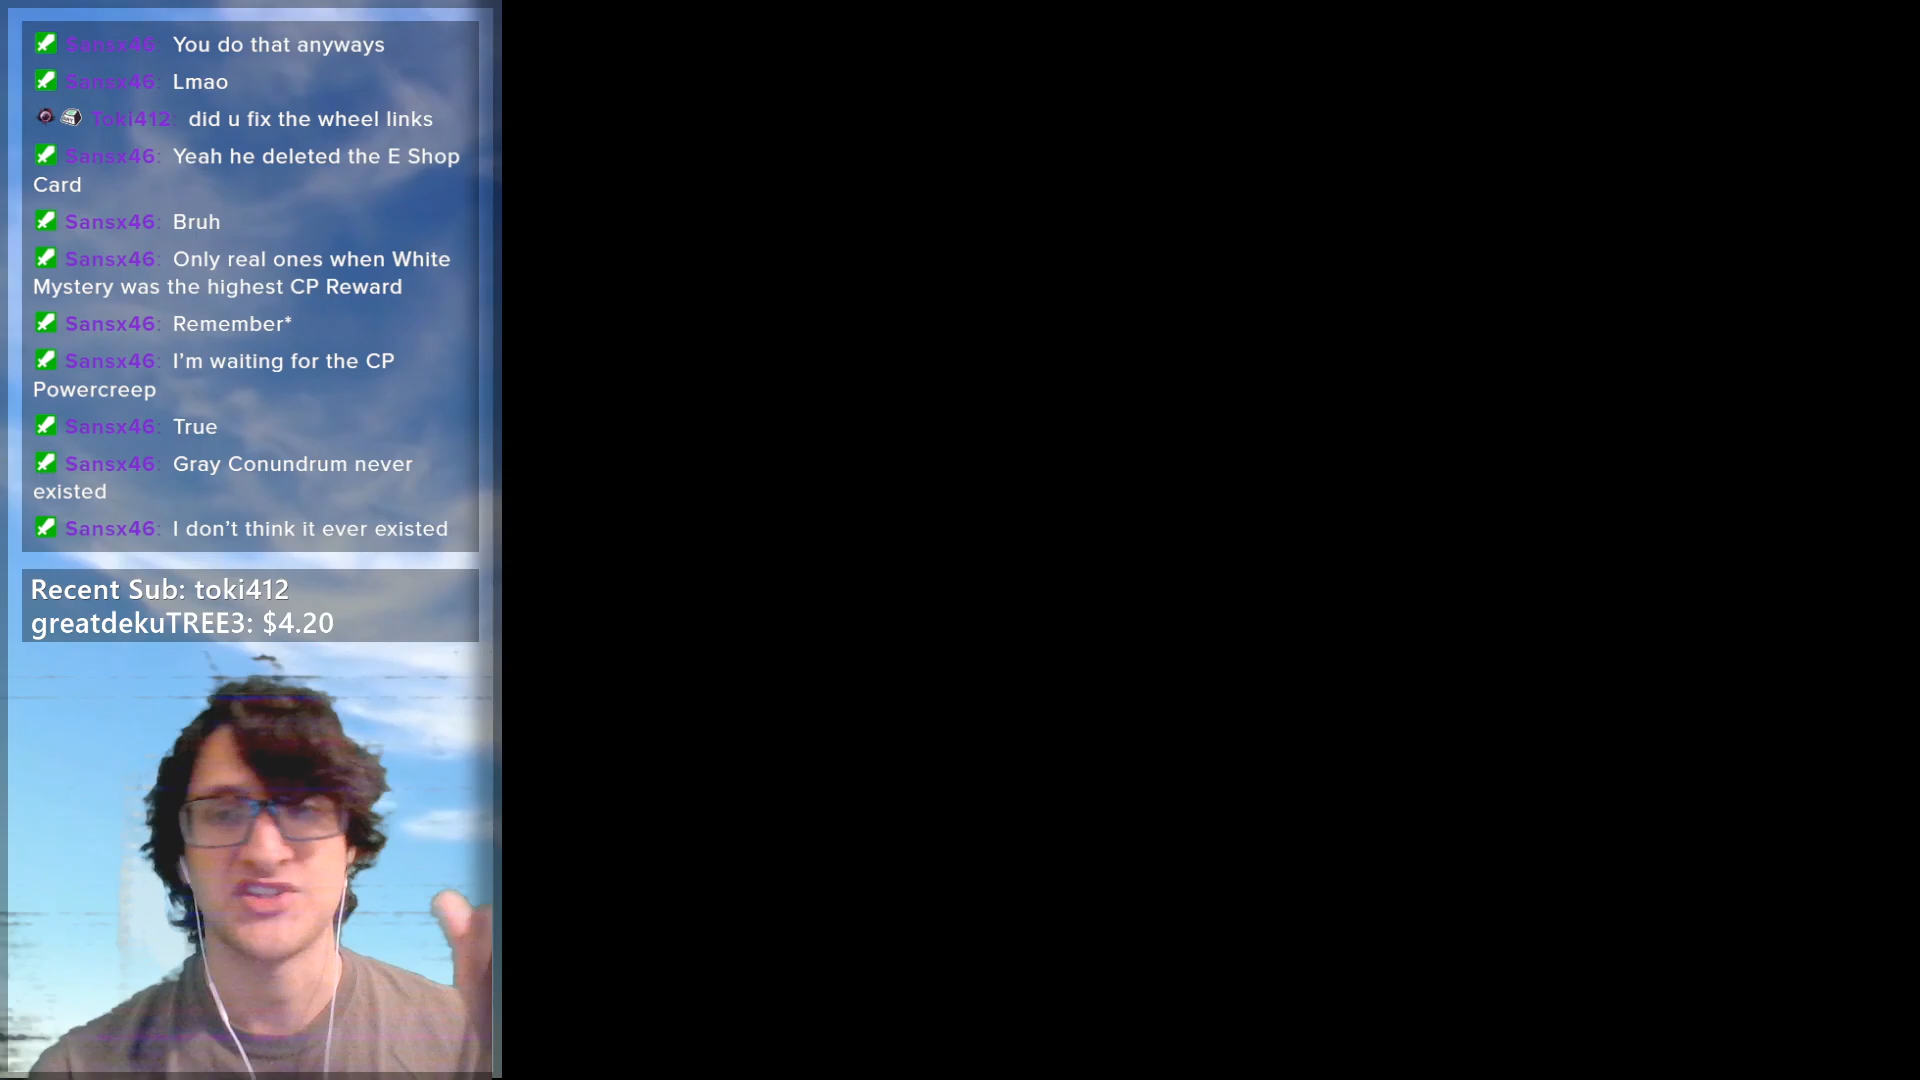 Sansx46: You do that anyways
Sansx46: Lmao
Toki412: did u fix the wheel links
Sansx46: Yeah he deleted the E Shop
Card
Sansx46: Bruh
Sansx46: Only real ones when White
Mystery was the highest CP Reward
Sansx46: Remember*
Sansx46: I’m waiting for the CP
Powercreep
Sansx46: True
Sansx46: Gray Conundrum never
existed
Sansx46: I don’t think it ever existed
Recent Sub: toki412
greatdekuTREE3: $4.20